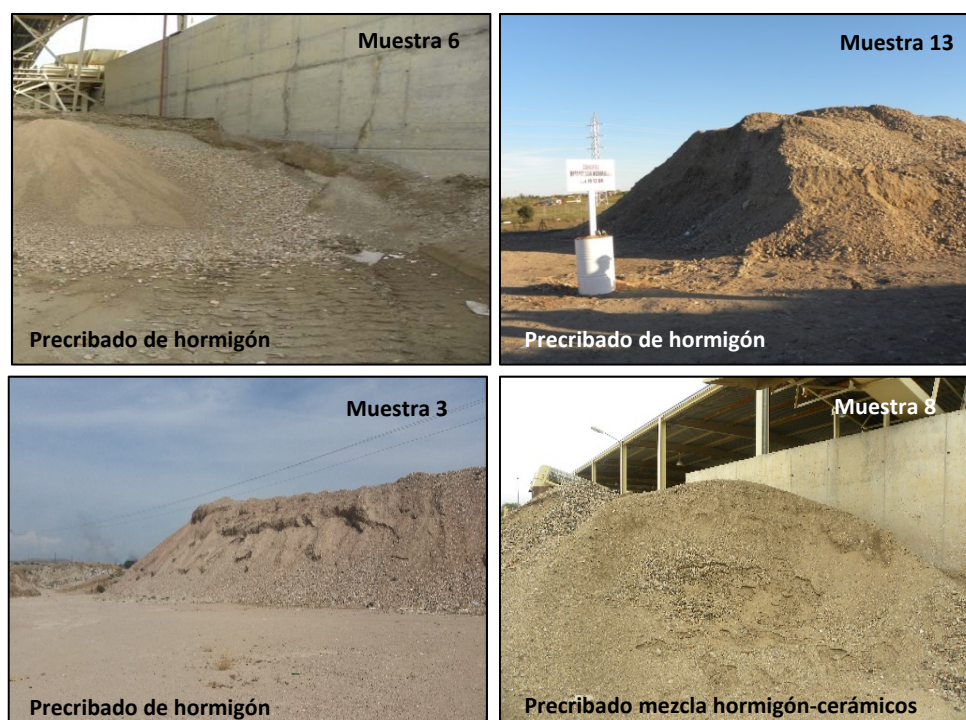 Muestra 6
Precribado de hormigón
Muestra 13
Precribado de hormigón
Muestra 3
Precribado de hormigón
Muestra 8
Precribado mezcla hormigón-cerámicos